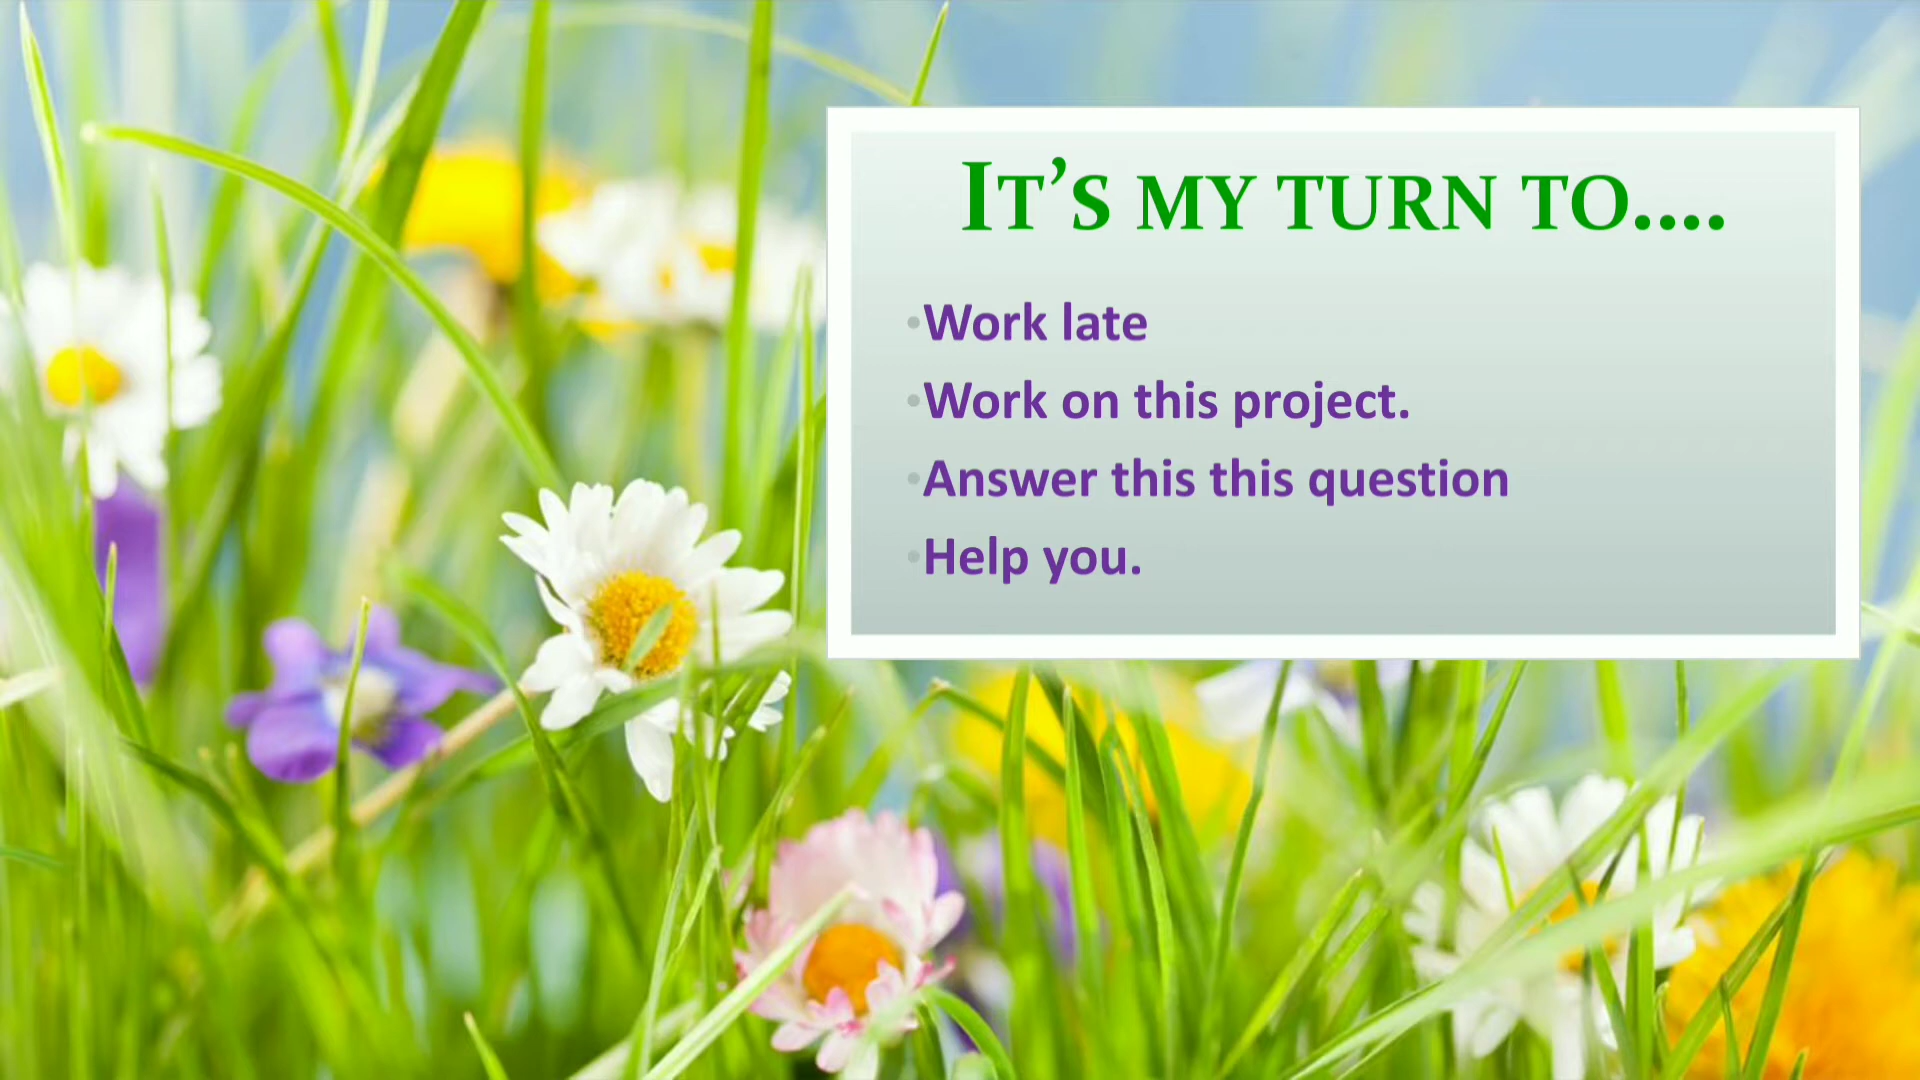 It's my turn to....
•Work late
•Work on this project.
•Answer this this question
•Help you.